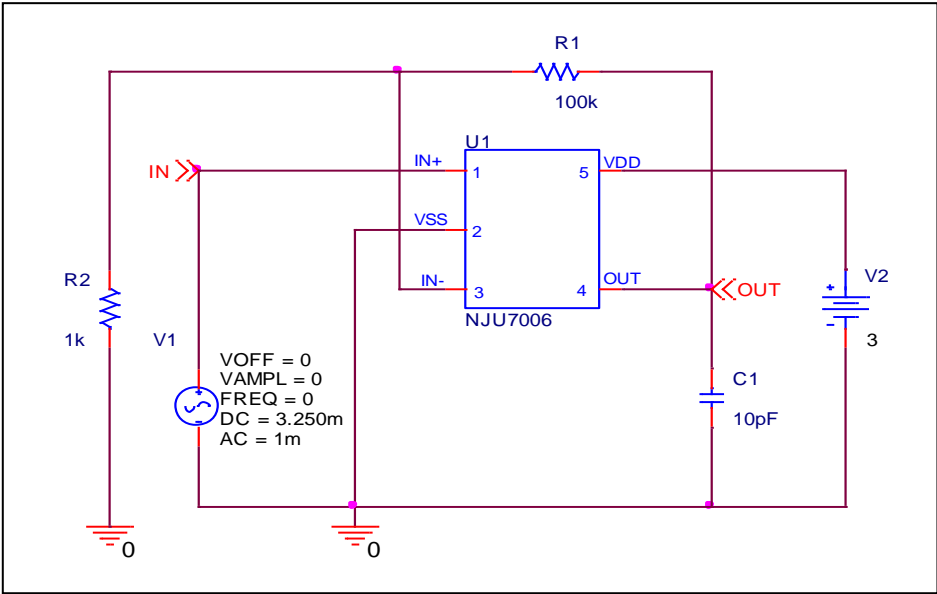 R1
100k
U1
IN+
1
5
VDD
IN
VSS
2
R2
1k
IN-
3
4
OUT
OUT
V2
+
-
3
NJU7006
V1
VOFF = 0
VAMPL = 0
FREQ = 0
DC = 3.250m
AC = 1m
+
-
C1
10pF
0
0